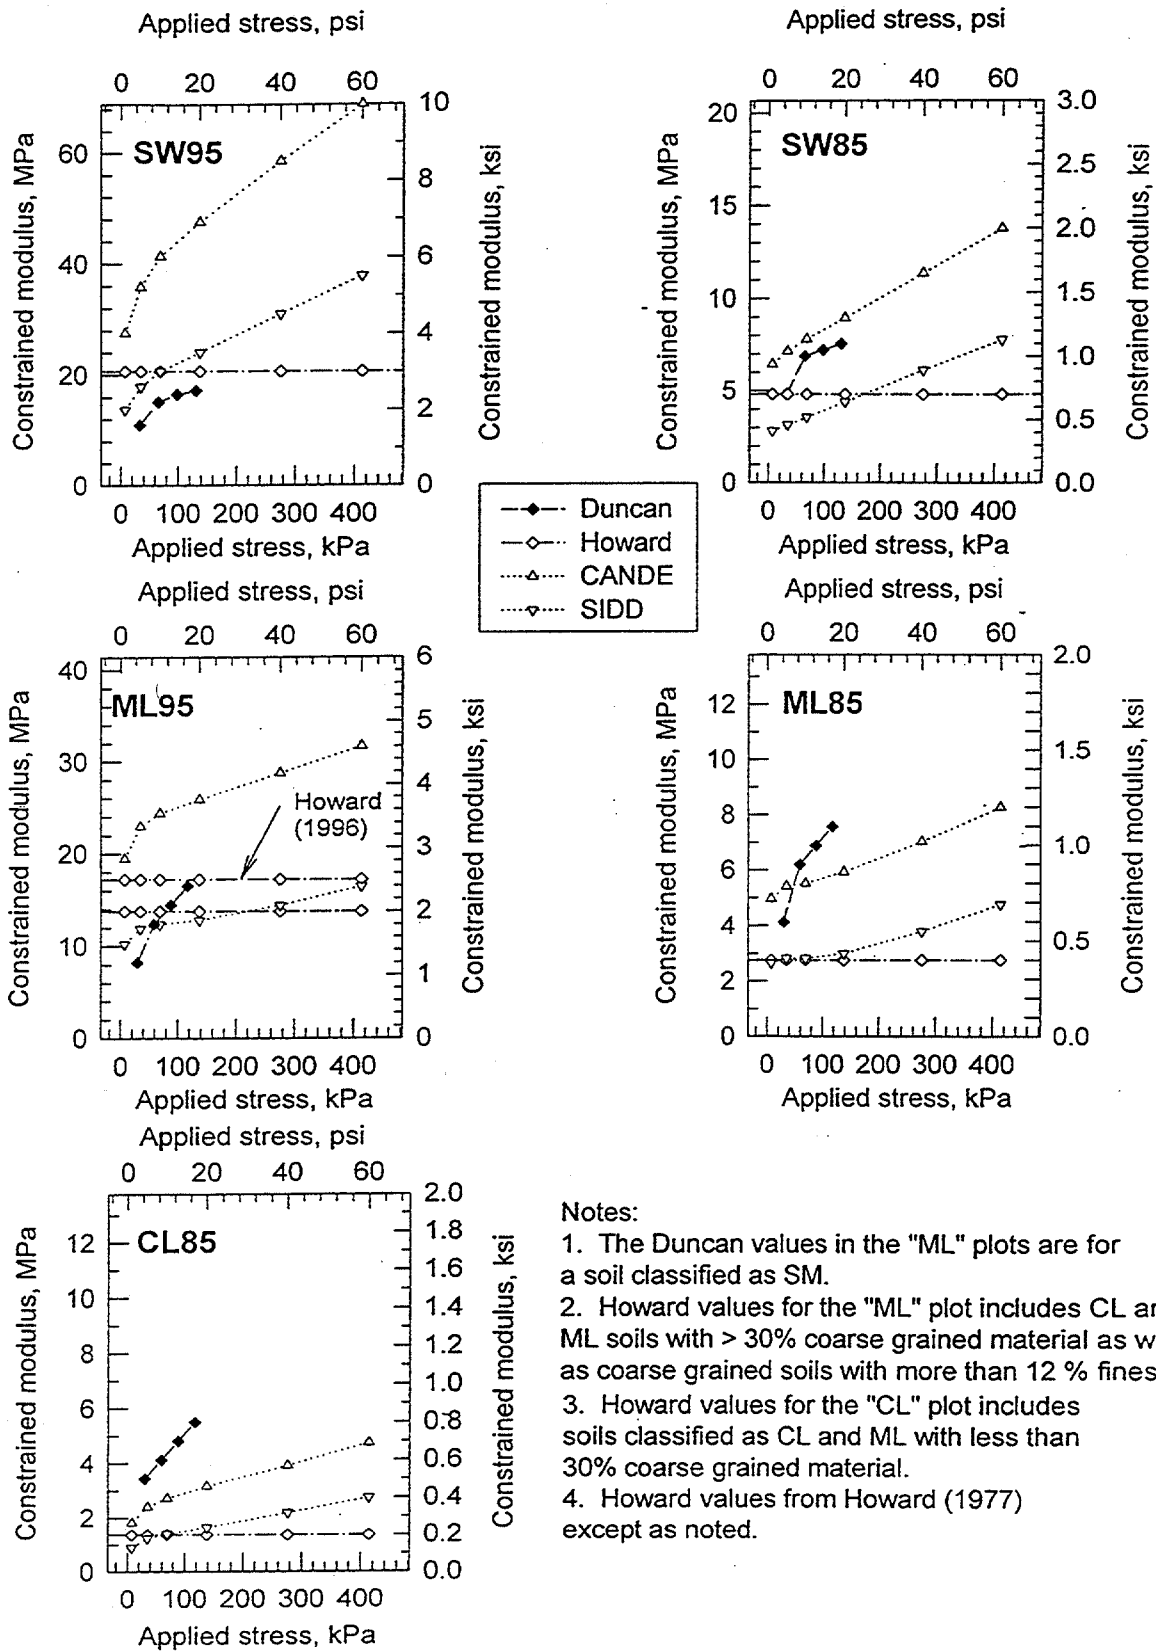 Applied stress, psi
0 20 40 60
Constrained modulus, MPa
60
40
20
0
SW95
10
8
6
4
2
0
Constrained modulus, ksi
0 100 200 300 400
Applied stress, kPa
Applied stress, psi
0 20 40 60
Constrained modulus, MPa
20
15
10
5
0
SW85
3.0
2.5
2.0
1.5
1.0
0.5
0.0
Constrained modulus, ksi
0 100 200 300 400
Applied stress, kPa
Duncan
Howard
CANDE
SIDD
Applied stress, psi
0 20 40 60
Constrained modulus, MPa
40
30
20
10
0
ML95
Howard
(1996)
6
5
4
3
2
1
0
Constrained modulus, ksi
0 100 200 300 400
Applied stress, kPa
Applied stress, psi
0 20 40 60
Constrained modulus, MPa
12
10
8
6
4
2
0
ML85
2.0
1.5
1.0
0.5
0.0
Constrained modulus, ksi
0 100 200 300 400
Applied stress, kPa
Applied stress, psi
0 20 40 60
Constrained modulus, MPa
12
10
8
6
4
2
0
CL85
2.0
1.8
1.6
1.4
1.2
1.0
0.8
0.6
0.4
0.2
0.0
Constrained modulus, ksi
0 100 200 300 400
Applied stress, kPa
Notes:
1. The Duncan values in the "ML" plots are for
a soil classified as SM.
2. Howard values for the "ML" plot includes CL
ML soils with > 30% coarse grained material as
as coarse grained soils with more than 12 % fines
3. Howard values for the "CL" plot includes
soils classified as CL and ML with less than
30% coarse grained material.
4. Howard values from Howard (1977)
except as noted.